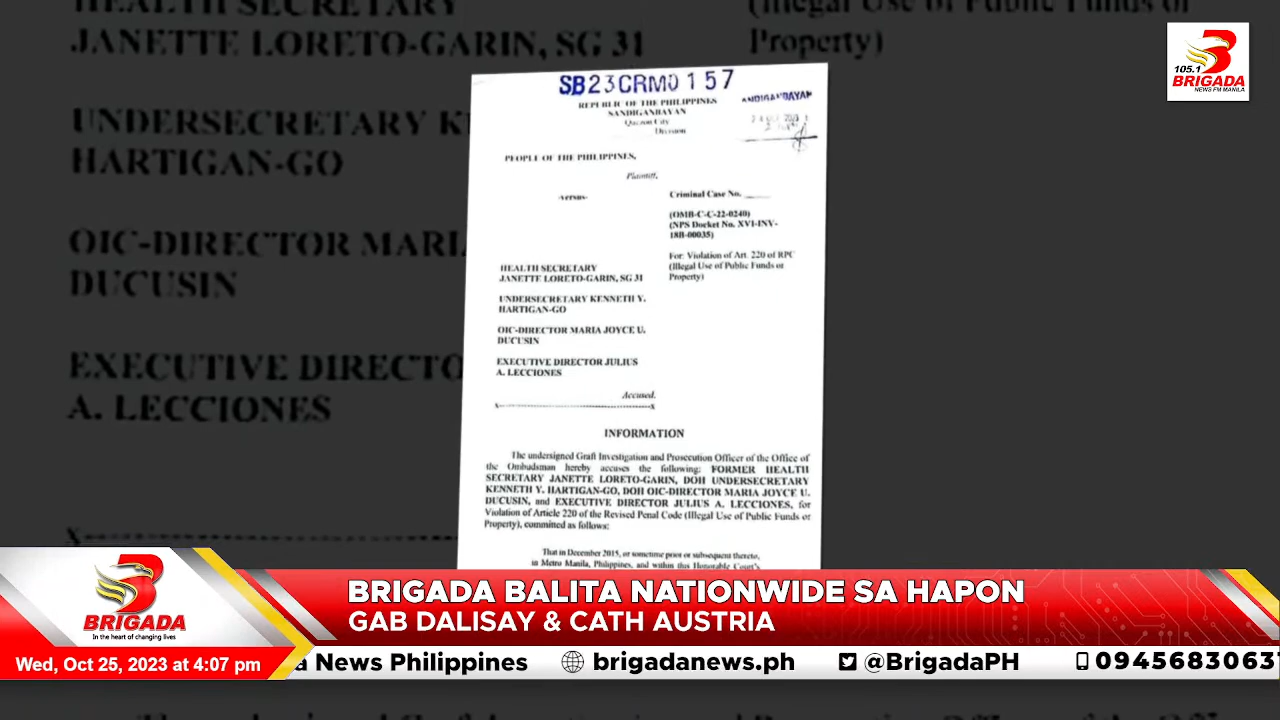 HEALTH SECRETARY
JANETTE LORETO-GARIN, SG 31
(Illegal Use of Public Funds or
Property)
UNDERSECRETARY
HARTIGAN-GO
OIC-DIRECTOR MARIA
DUCUSIN
EXECUTIVE DIRECTO
A. LECCIONES
105.1
BRIGADA
NEWS FM MANILA
SB23CRM0157
REPUBLIC OF THE PHILIPPINES
SANDIGANBAYAN
Quezon City
Division
PEOPLE OF THE PHILIPPINES,
Plaintiff,
-versus-
Criminal Case No.
(OMB-C-C-22-0240)
(NPS Docket No. XVI-INV-
18B-00035)
For: Violation of Art. 220 of RPC
(Illegal Use of Public Funds or
Property)
HEALTH SECRETARY
JANETTE LORETO-GARIN, SG 31
UNDERSECRETARY KENNETH Y.
HARTIGAN-GO
OIC-DIRECTOR MARIA JOYCE U.
DUCUSIN
EXECUTIVE DIRECTOR JULIUS
A. LECCIONES
Accused.
x-----------------------------------x
INFORMATION
The undersigned Graft Investigation and Prosecution Officer of the Office of
the Ombudsman hereby accuses the following: FORMER HEALTH
SECRETARY JANETTE LORETO-GARIN, DOH UNDERSECRETARY
KENNETH Y. HARTIGAN-GO, DOH OIC-DIRECTOR MARIA JOYCE U.
DUCUSIN, and EXECUTIVE DIRECTOR JULIUS A. LECCIONES, for
Violation of Article 220 of the Revised Penal Code (Illegal Use of Public Funds or
Property), committed as follows:
That in December 2015, or sometime prior or subsequent thereto,
in Metro Manila, Philippines, and within this Honorable Court's
BRIGADA
In the heart of changing lives
BRIGADA BALITA NATIONWIDE SA HAPON
GAB DALISAY & CATH AUSTRIA
Wed, Oct 25, 2023 at 4:07 pm
a News Philippines brigadanews.ph @BrigadaPH 0945683063